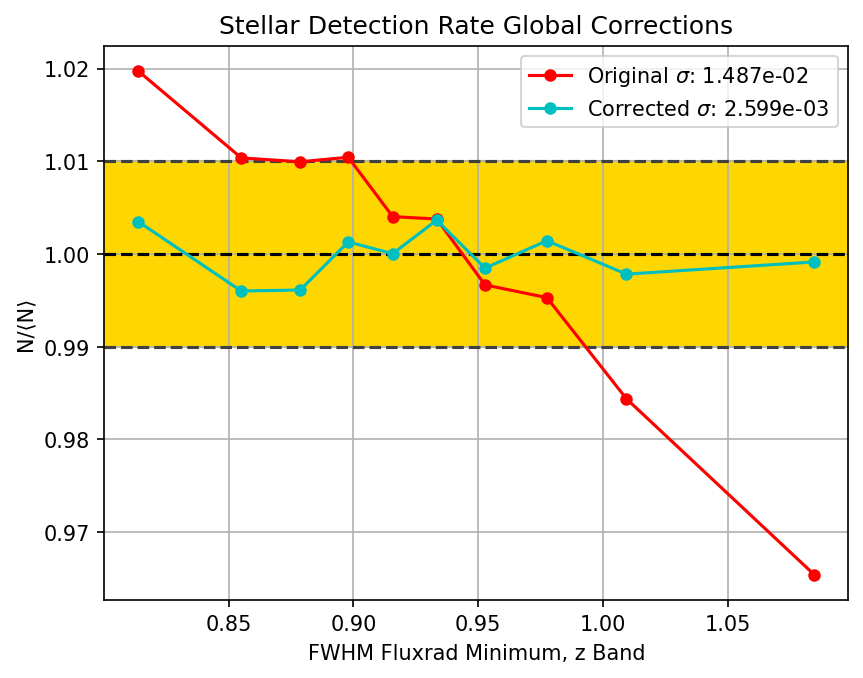 Stellar Detection Rate Global Corrections
Original σ: 1.487e-02
Corrected σ: 2.599e-03
1.02
1.01
1.00
0.99
0.98
0.97
N/⟨N⟩
0.85 0.90 0.95 1.00 1.05
FWHM Fluxrad Minimum, z Band